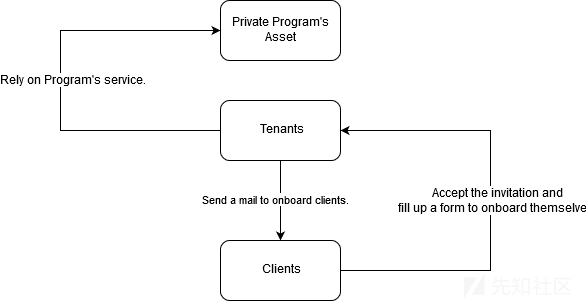 Private Program's
Asset
Rely on Program's service.
Tenants
Send a mail to onboard clients.
Accept the invitation and
fill up a form to onboard themselve
Clients
先知社区